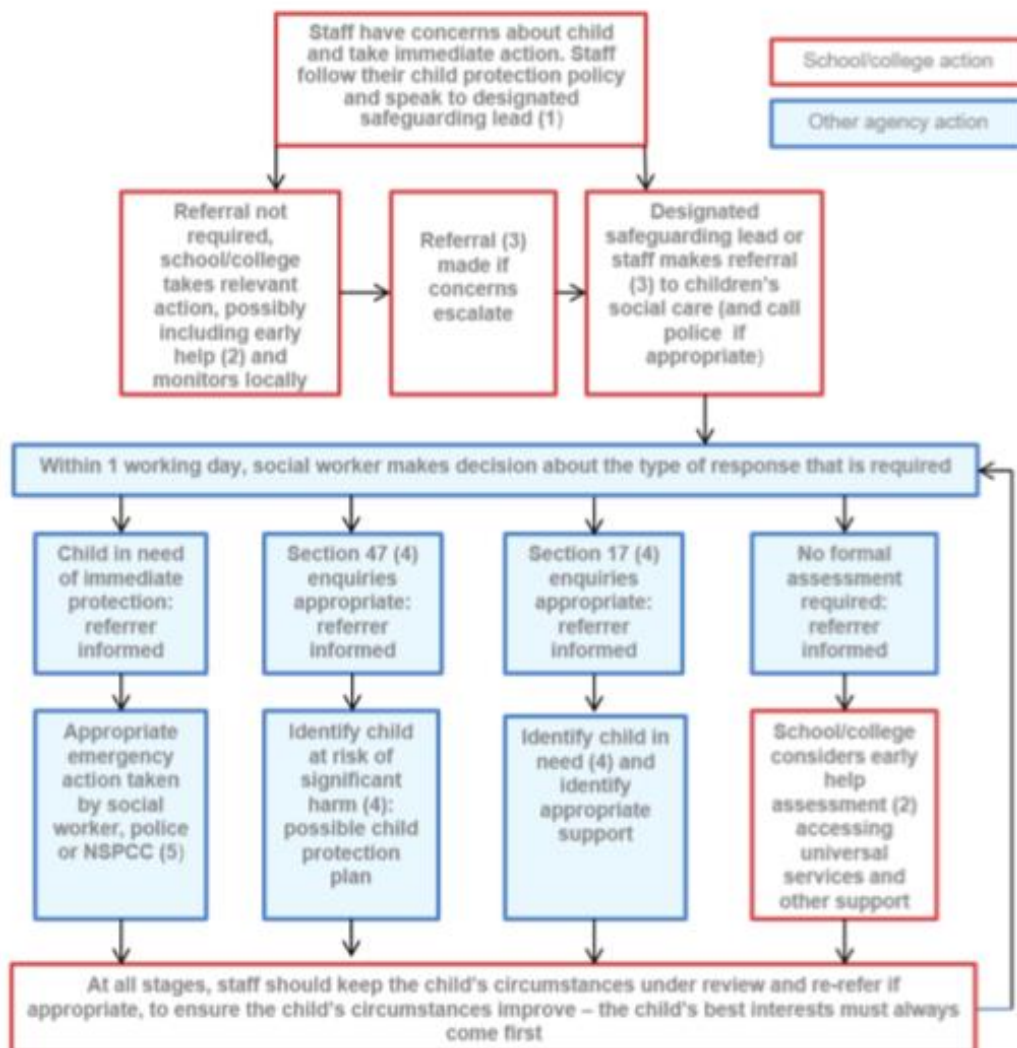 Staff have concerns about child
and take immediate action. Staff
follow their child protection policy
and speak to designated
safeguarding lead (1)
School/college action
Other agency action
Referral not
required,
school/college
takes relevant
action, possibly
including early
help (2) and
monitors locally
Referral (3)
made if
concerns
escalate
Designated
safeguarding lead or
staff makes referral
(3) to children's
social care (and call
police if
appropriate)
Within 1 working day, social worker makes decision about the type of response that is required
Child in need
of immediate
protection:
referrer
informed
Section 47 (4)
enquiries
appropriate:
referrer
informed
Section 17 (4)
enquiries
appropriate:
referrer
informed
No formal
assessment
required:
referrer
informed
Appropriate
emergency
action taken
by social
worker, police
or NSPCC (5)
Identify child
at risk of
significant
harm (4):
possible child
protection
plan
Identify child in
need (4) and
identify
appropriate
support
School/college
considers early
help
assessment (2)
accessing
universal
services and
other support
At all stages, staff should keep the child's circumstances under review and re-refer if
appropriate, to ensure the child's circumstances improve – the child's best interests must always
come first